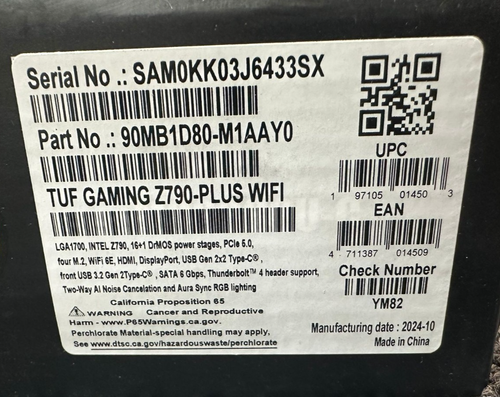 Serial No .: SAM0KK03J6433SX
Part No : 90MB1D80-M1AAY0
TUF GAMING Z790-PLUS WIFI
LGA1700, INTEL Z790, 16+1 DrMOS power stages, PCIe 5.0,
four M.2, WiFi 6E, HDMI, DisplayPort, USB Gen 2x2 Type-C®,
front USB 3.2 Gen 2Type-C® , SATA 6 Gbps, Thunderbolt™ 4 header support,
Two-Way AI Noise Cancelation and Aura Sync RGB lighting
California Proposition 65
⚠ WARNING Cancer and Reproductive
Harm - www.P65Warnings.ca.gov.
Perchlorate Material-special handling may apply,
See www.dtsc.ca.gov/hazardouswaste/perchlorate
UPC
1 97105 01450 3
EAN
4 711387 014509
Check Number
YM82
Manufacturing date : 2024-10
Made in China